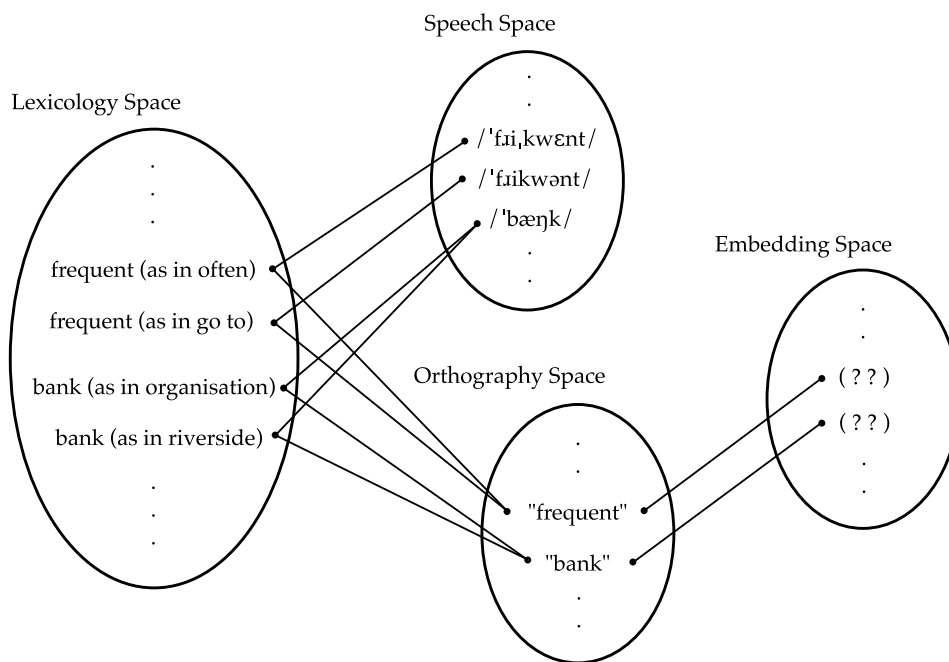 Speech Space
Lexicology Space
/ˈfɹiˌkwɛnt/
/ˈfɹikwənt/
/ˈbæŋk/
Embedding Space
frequent (as in often)
frequent (as in go to)
bank (as in organisation)
bank (as in riverside)
Orthography Space
( ? ? )
( ? ? )
"frequent"
"bank"